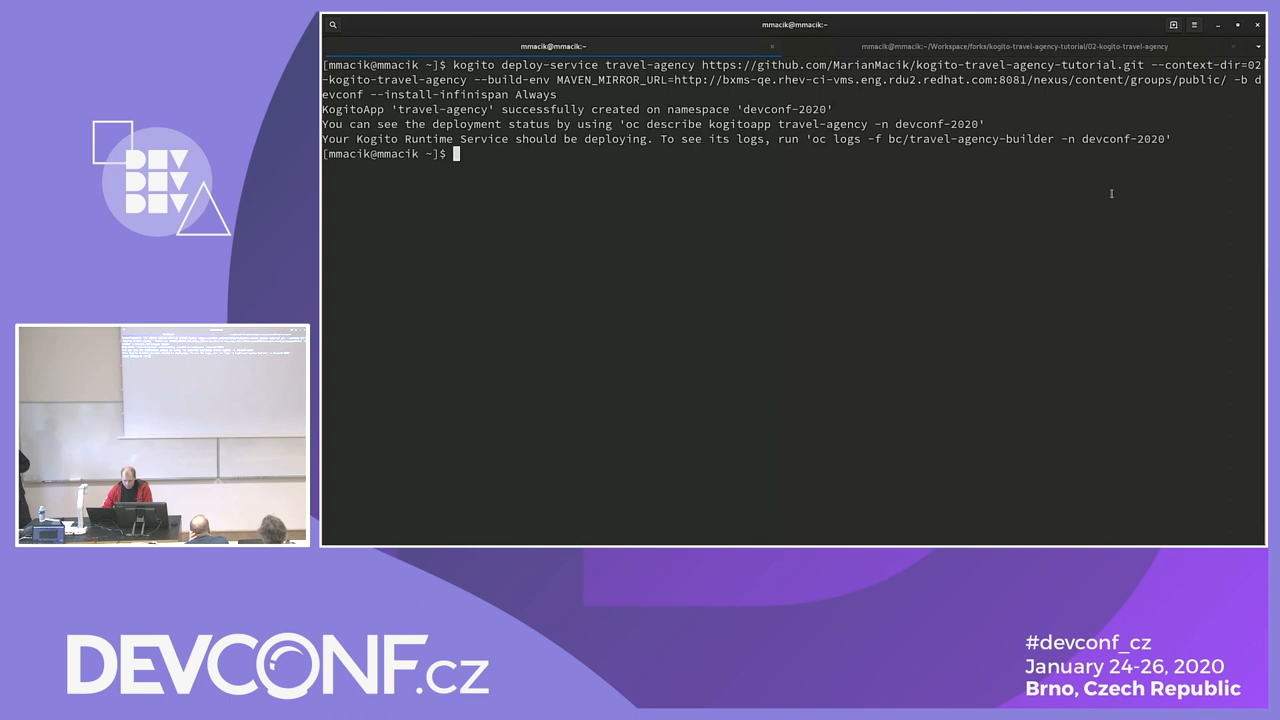 mmacik@mmacik:~
mmacik@mmacik:~
mmacik@mmacik:~/Workspace/forks/kogito-travel-agency-tutorial/02-kogito-travel-agency
[mmacik@mmacik ~]$ kogito deploy-service travel-agency https://github.com/MarianMacik/kogito-travel-agency-tutorial.git --context-dir=02
-kogito-travel-agency --build-env MAVEN_MIRROR_URL=http://bxms-qe.rhev-ci-vms.eng.rdu2.redhat.com:8081/nexus/content/groups/public/ -b d
evconf --install-infinispan Always
KogitoApp 'travel-agency' successfully created on namespace 'devconf-2020'
You can see the deployment status by using 'oc describe kogitoapp travel-agency -n devconf-2020'
Your Kogito Runtime Service should be deploying. To see its logs, run 'oc logs -f bc/travel-agency-builder -n devconf-2020'
[mmacik@mmacik ~]$
DEV
DEV
DEV
DEVCONF.cz
#devconf_cz
January 24-26, 2020
Brno, Czech Republic